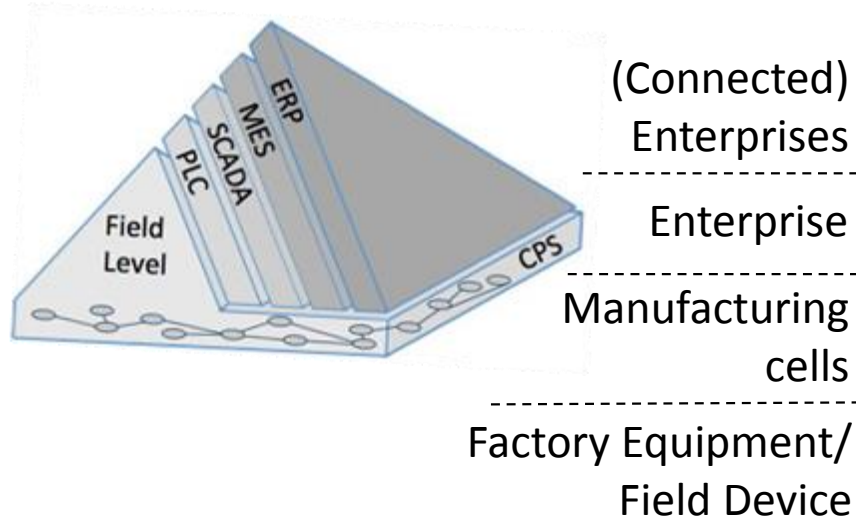 ERP
MES
SCADA
PLC
Field
Level
CPS
(Connected)
Enterprises
Enterprise
Manufacturing
cells
Factory Equipment/
Field Device